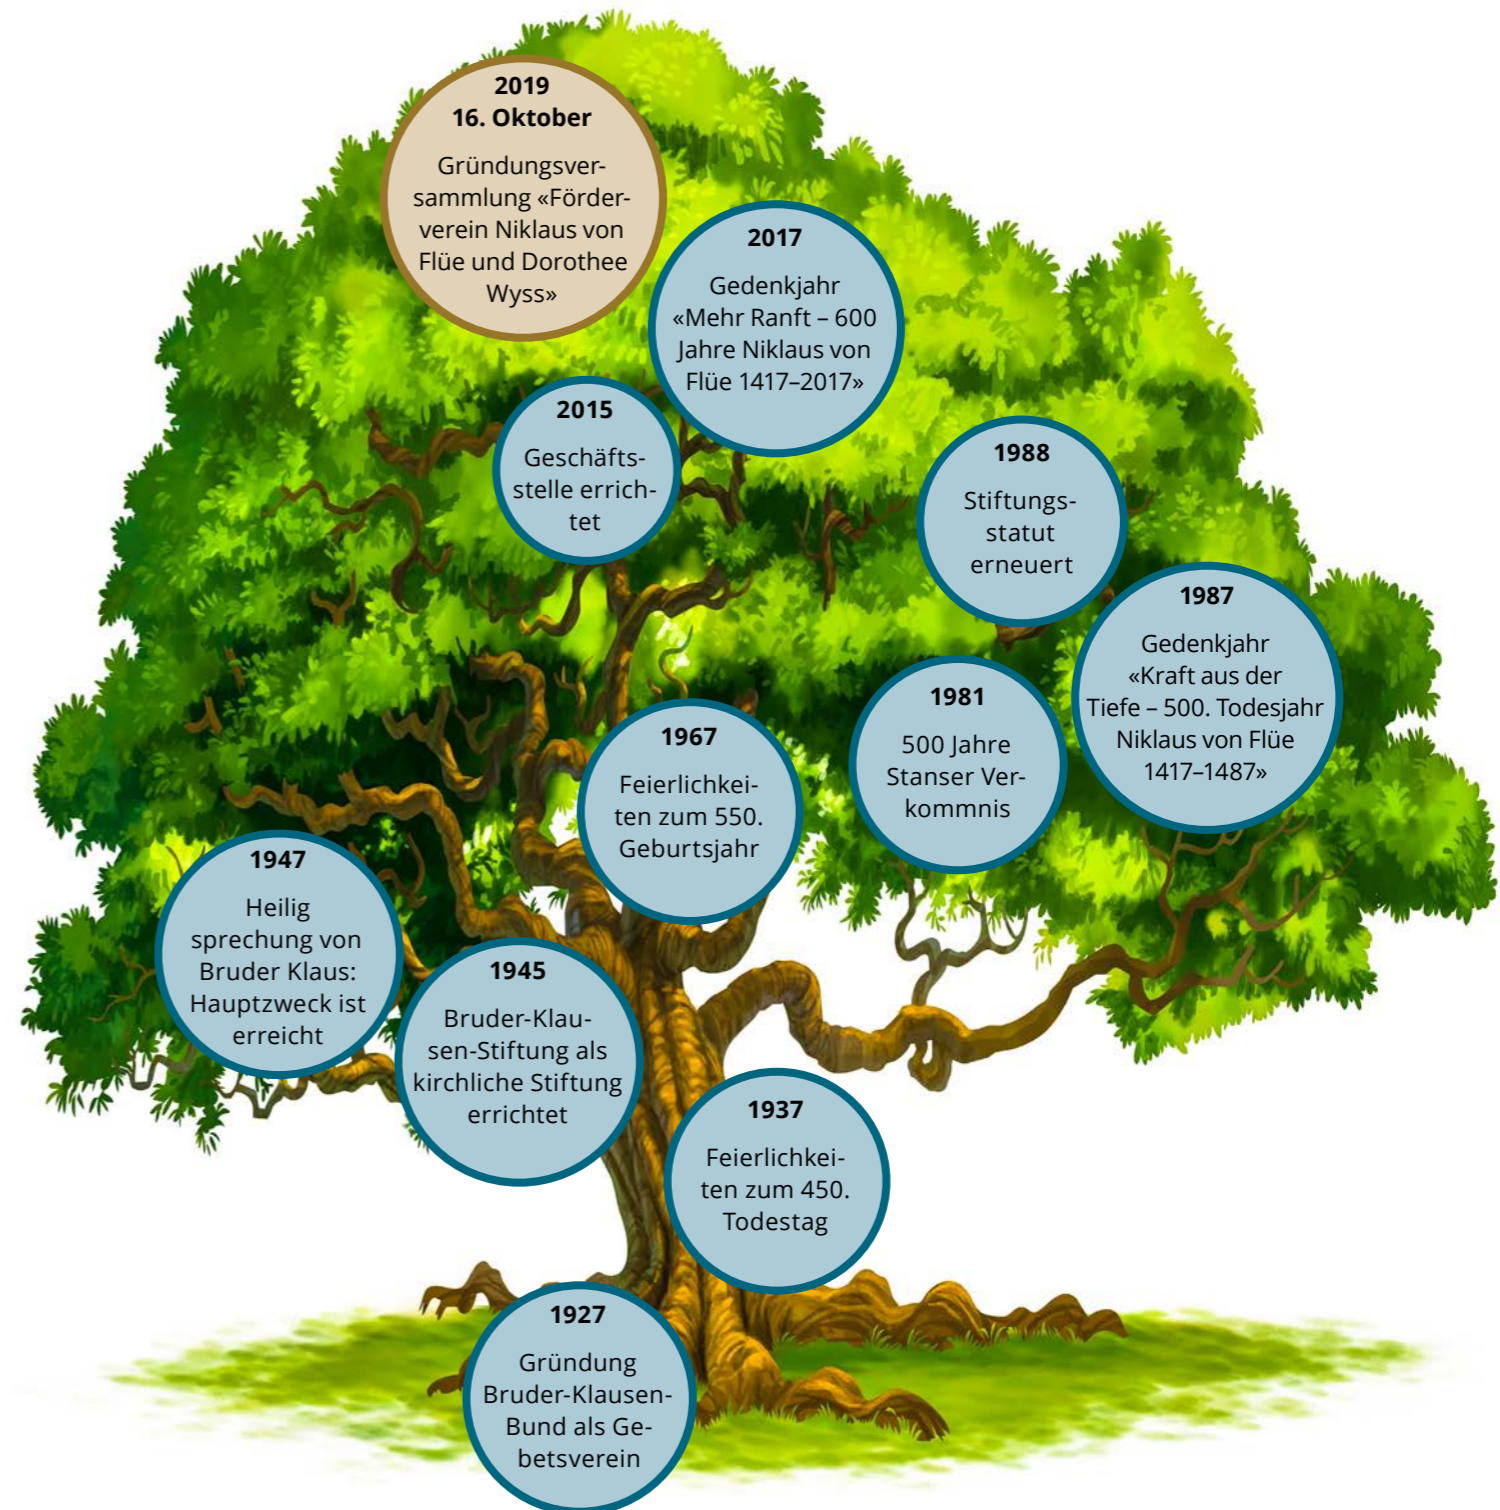 2019
16. Oktober
Gründungsver-
sammlung «Förder-
verein Niklaus von
Flüe und Dorothee
Wyss»
2017
Gedenkjahr
«Mehr Ranft – 600
Jahre Niklaus von
Flüe 1417–2017»
2015
Geschäfts-
stelle errich-
tet
1988
Stiftungs-
statut
erneuert
1987
Gedenkjahr
«Kraft aus der
Tiefe – 500. Todesjahr
Niklaus von Flüe
1417–1487»
1981
500 Jahre
Stanser Ver-
kommnis
1967
Feierlichkei-
ten zum 550.
Geburtsjahr
1947
Heilig
sprechung von
Bruder Klaus:
Hauptzweck ist
erreicht
1945
Bruder-Klau-
sen-Stiftung als
kirchliche Stiftung
errichtet
1937
Feierlichkei-
ten zum 450.
Todestag
1927
Gründung
Bruder-Klausen-
Bund als Ge-
betsverein